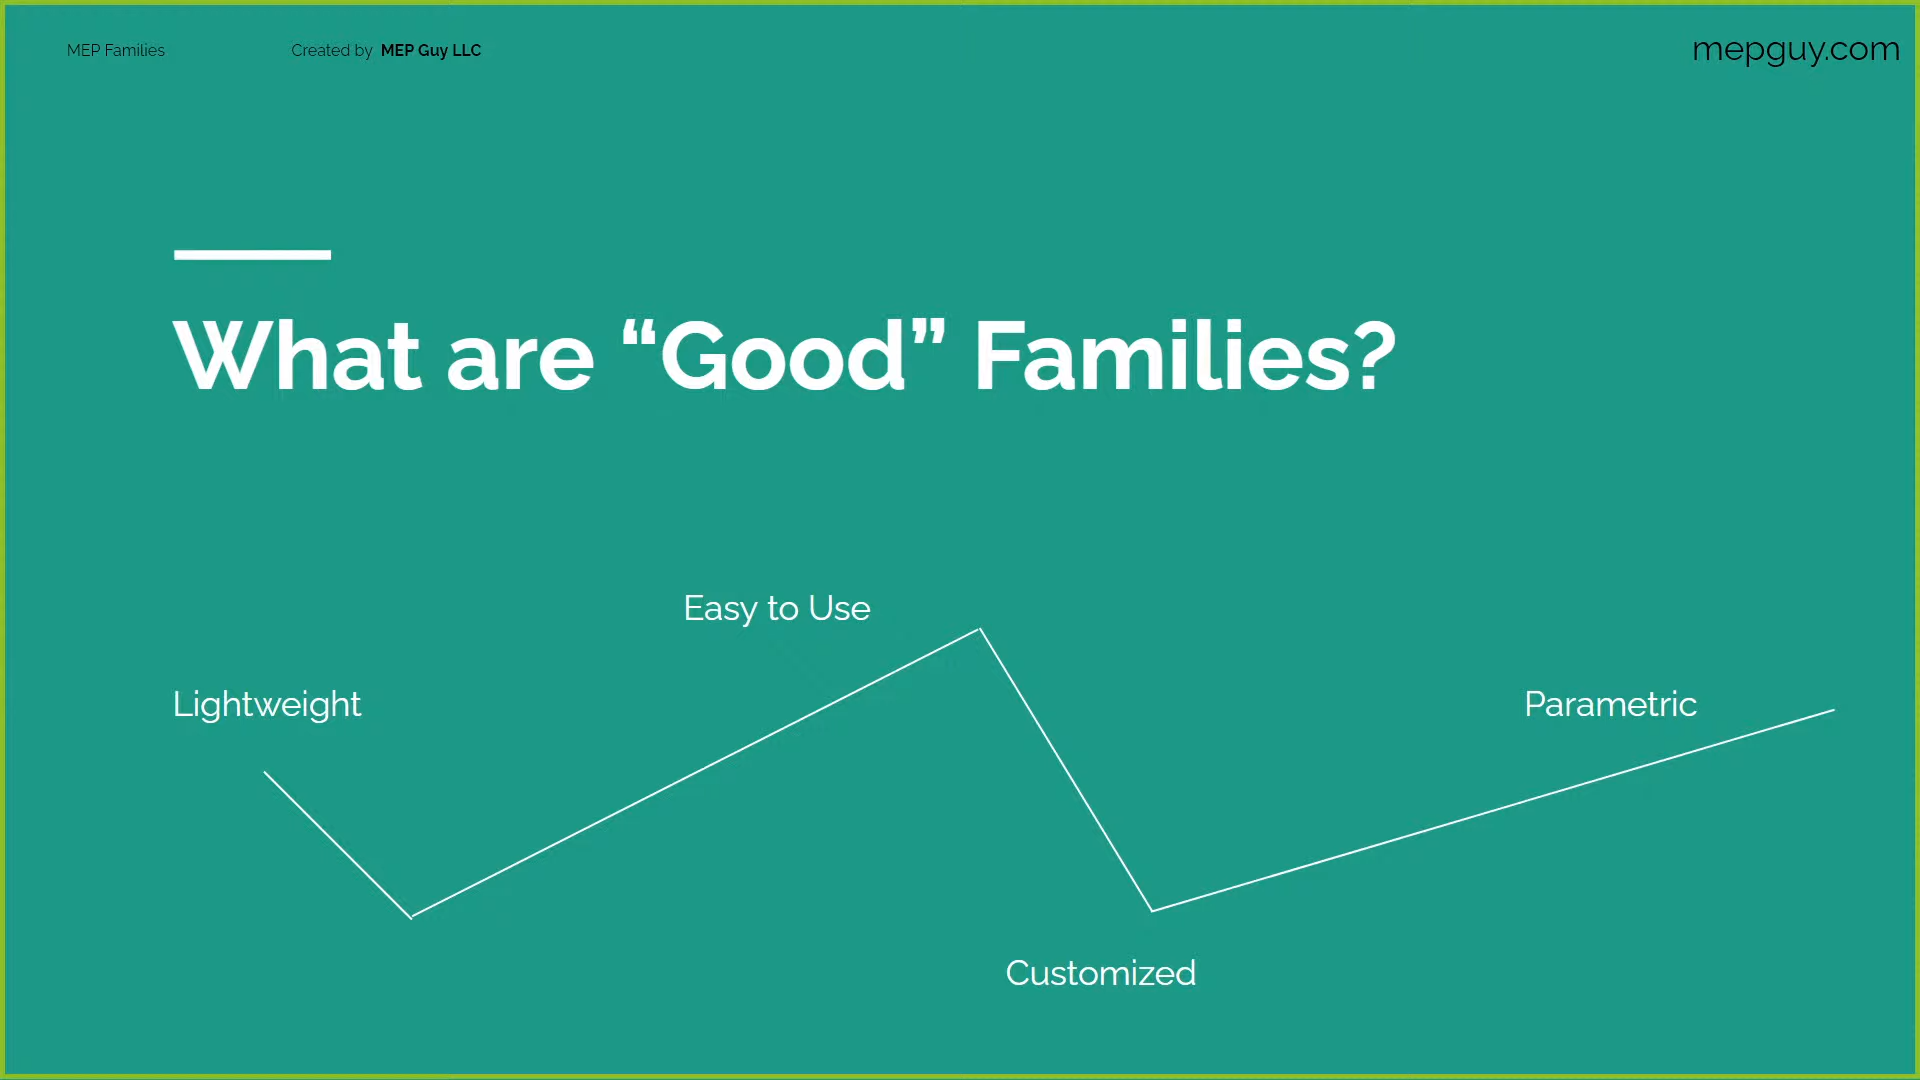 MEP Families
Created by MEP Guy LLC
mepguy.com
What are “Good” Families?
Easy to Use
Lightweight
Parametric
Customized